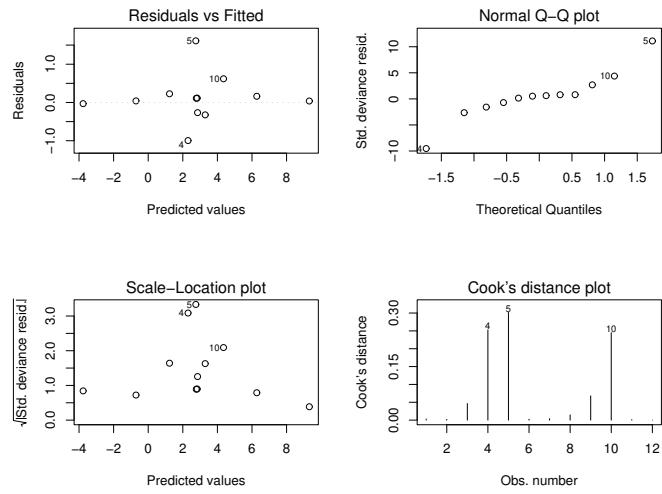 Residuals vs Fitted
Residuals
1.0
0.0
−1.0
5
10
4
−4 −2 0 2 4 6 8
Predicted values
Normal Q−Q plot
Std. deviance resid.
10
5
0
−10
10
5
4
−1.5 −0.5 0.5 1.0 1.5
Theoretical Quantiles
Scale−Location plot
√|Std. deviance resid.|
3.0
2.0
1.0
0.0
5
4
10
−4 −2 0 2 4 6 8
Predicted values
Cook's distance plot
Cook's distance
0.30
0.15
0.00
4
5
10
2 4 6 8 10 12
Obs. number